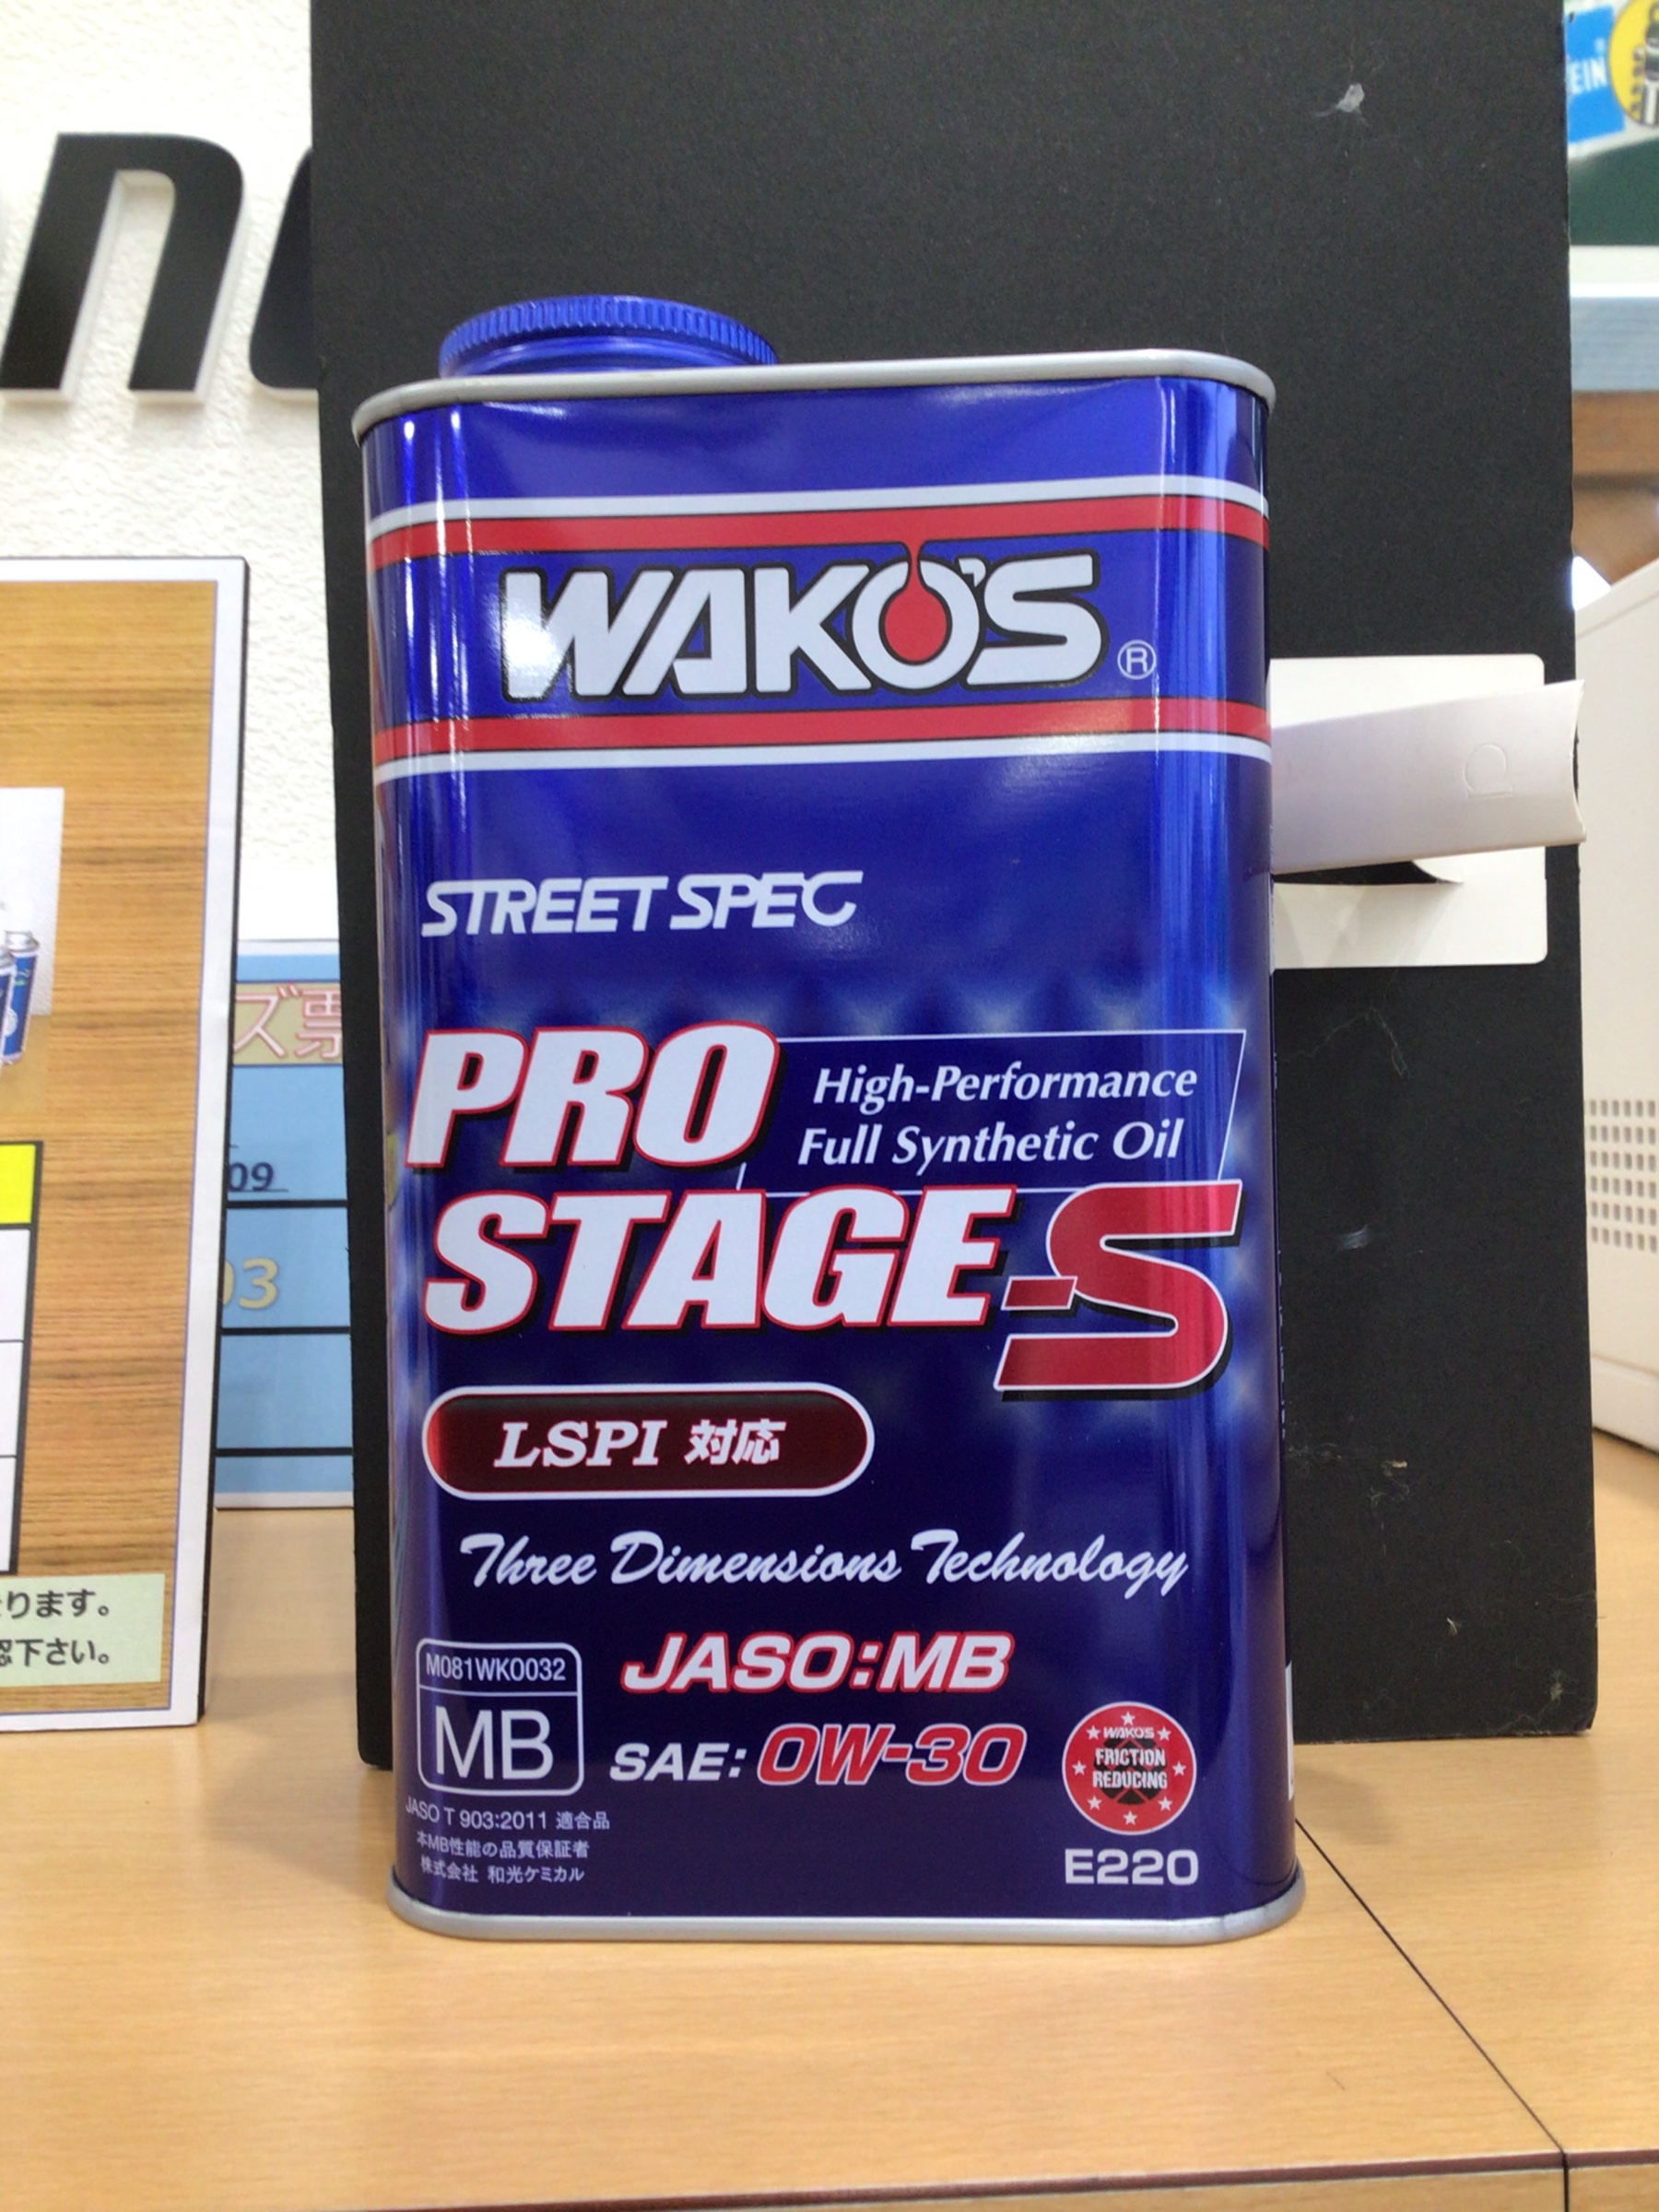 WAKO'S
®
STREET SPEC
PRO
High-Performance
Full Synthetic Oil
STAGE-S
LSPI 対応
Three Dimensions Technology
M081WK0032
MB
JASO:MB
SAE: 0W-30
JASO T 903:2011 適合品
本MB性能の品質保証者
株式会社 和光ケミカル
WAKO'S
FRICTION
REDUCING
E220
ズ票
09
03
ります。
下さい。
EIN